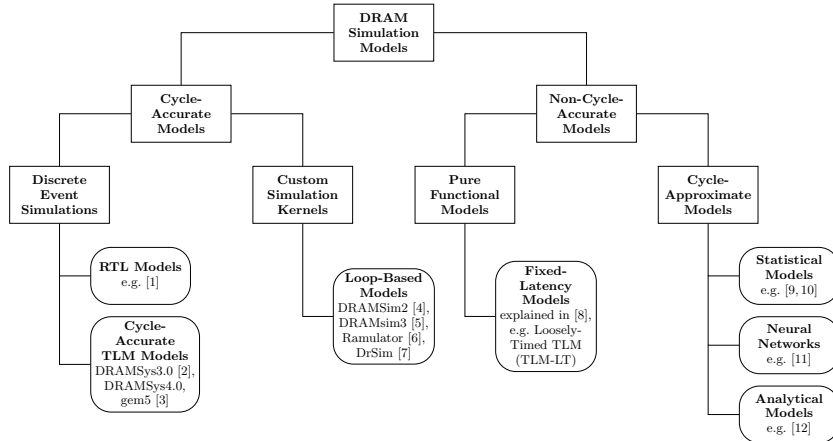 DRAM
Simulation
Models
Cycle-
Accurate
Models
Non-Cycle-
Accurate
Models
Discrete
Event
Simulations
Custom
Simulation
Kernels
Pure
Functional
Models
Cycle-
Approximate
Models
RTL Models
e.g. [1]
Cycle-
Accurate
TLM Models
DRAMSys3.0 [2],
DRAMSys4.0,
gem5 [3]
Loop-Based
Models
DRAMSim2 [4],
DRAMsim3 [5],
Ramulator [6],
DrSim [7]
Fixed-
Latency
Models
explained in [8],
e.g. Loosely-
Timed TLM
(TLM-LT)
Statistical
Models
e.g. [9, 10]
Neural
Networks
e.g. [11]
Analytical
Models
e.g. [12]